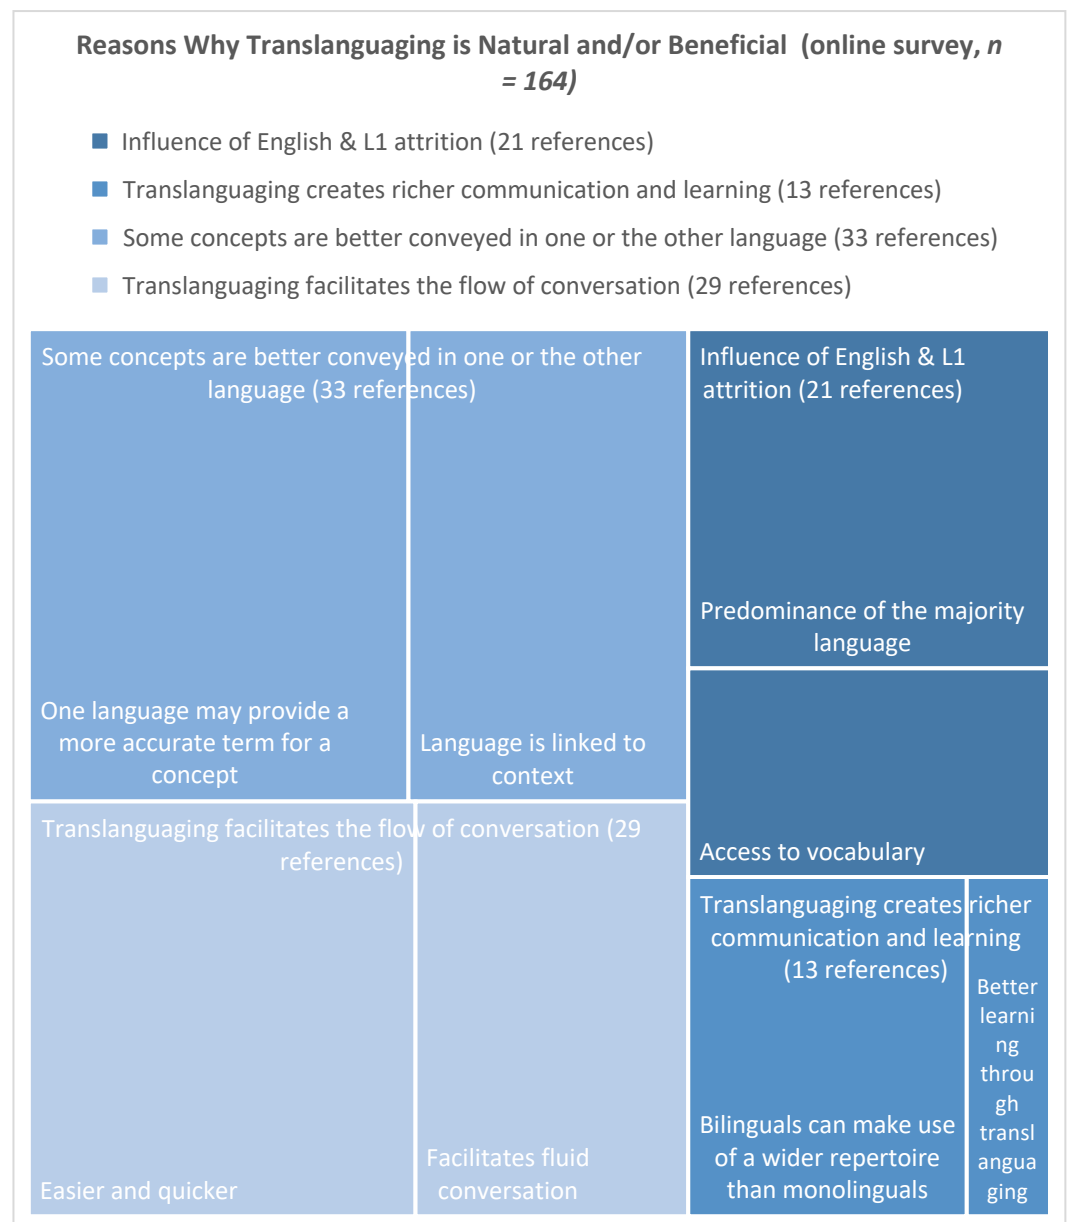 Reasons Why Translanguaging is Natural and/or Beneficial (online survey, n
= 164)
Influence of English & L1 attrition (21 references)
Translanguaging creates richer communication and learning (13 references)
Some concepts are better conveyed in one or the other language (33 references)
Translanguaging facilitates the flow of conversation (29 references)
Some concepts are better conveyed in one or the other
language (33 references)
One language may provide a
more accurate term for a
concept
Language is linked to
context
Influence of English & L1
attrition (21 references)
Predominance of the majority
language
Access to vocabulary
Translanguaging facilitates the flow of conversation (29
references)
Easier and quicker
Facilitates fluid
conversation
Translanguaging creates richer
communication and learning
(13 references)
Bilinguals can make use
of a wider repertoire
than monolinguals
Better
learni
ng
throu
gh
transl
angua
ging